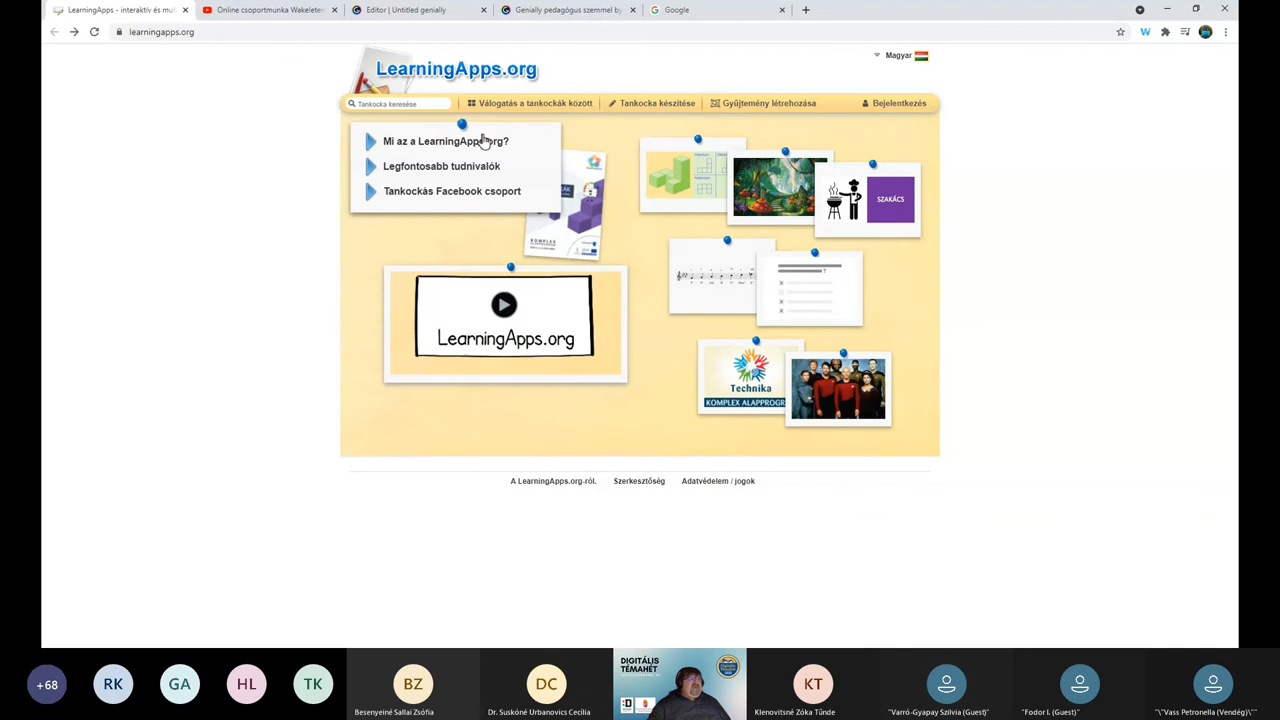 LearningApps - interaktív és mul
Online csoportmunka Wakeleten
Editor | Untitled genially
Genially pedagógus szemmel by
Google
learningapps.org
LearningApps.org
Magyar
Tankocka keresése
Válogatás a tankockák között
Tankocka készítése
Gyűjtemény létrehozása
Bejelentkezés
Mi az a LearningApps.org?
Legfontosabb tudnivalók
Tankockás Facebook csoport
KOMPLEX
SZAKÁCS
LearningApps.org
Technika
KOMPLEX ALAPPROGR
A LearningApps.org-ról.
Szerkesztőség
Adatvédelem / jogok
+68
RK
GA
HL
TK
BZ
Besenyeiné Sallai Zsófia
DC
Dr. Suskóné Urbanovics Cecília
DIGITÁLIS
TÉMAHÉT
KT
Klenovitsné Zóka Tünde
"Varró-Gyapay Szilvia (Guest)"
"Fodor I. (Guest)"
"\"Vass Petronella (Vendég)\""